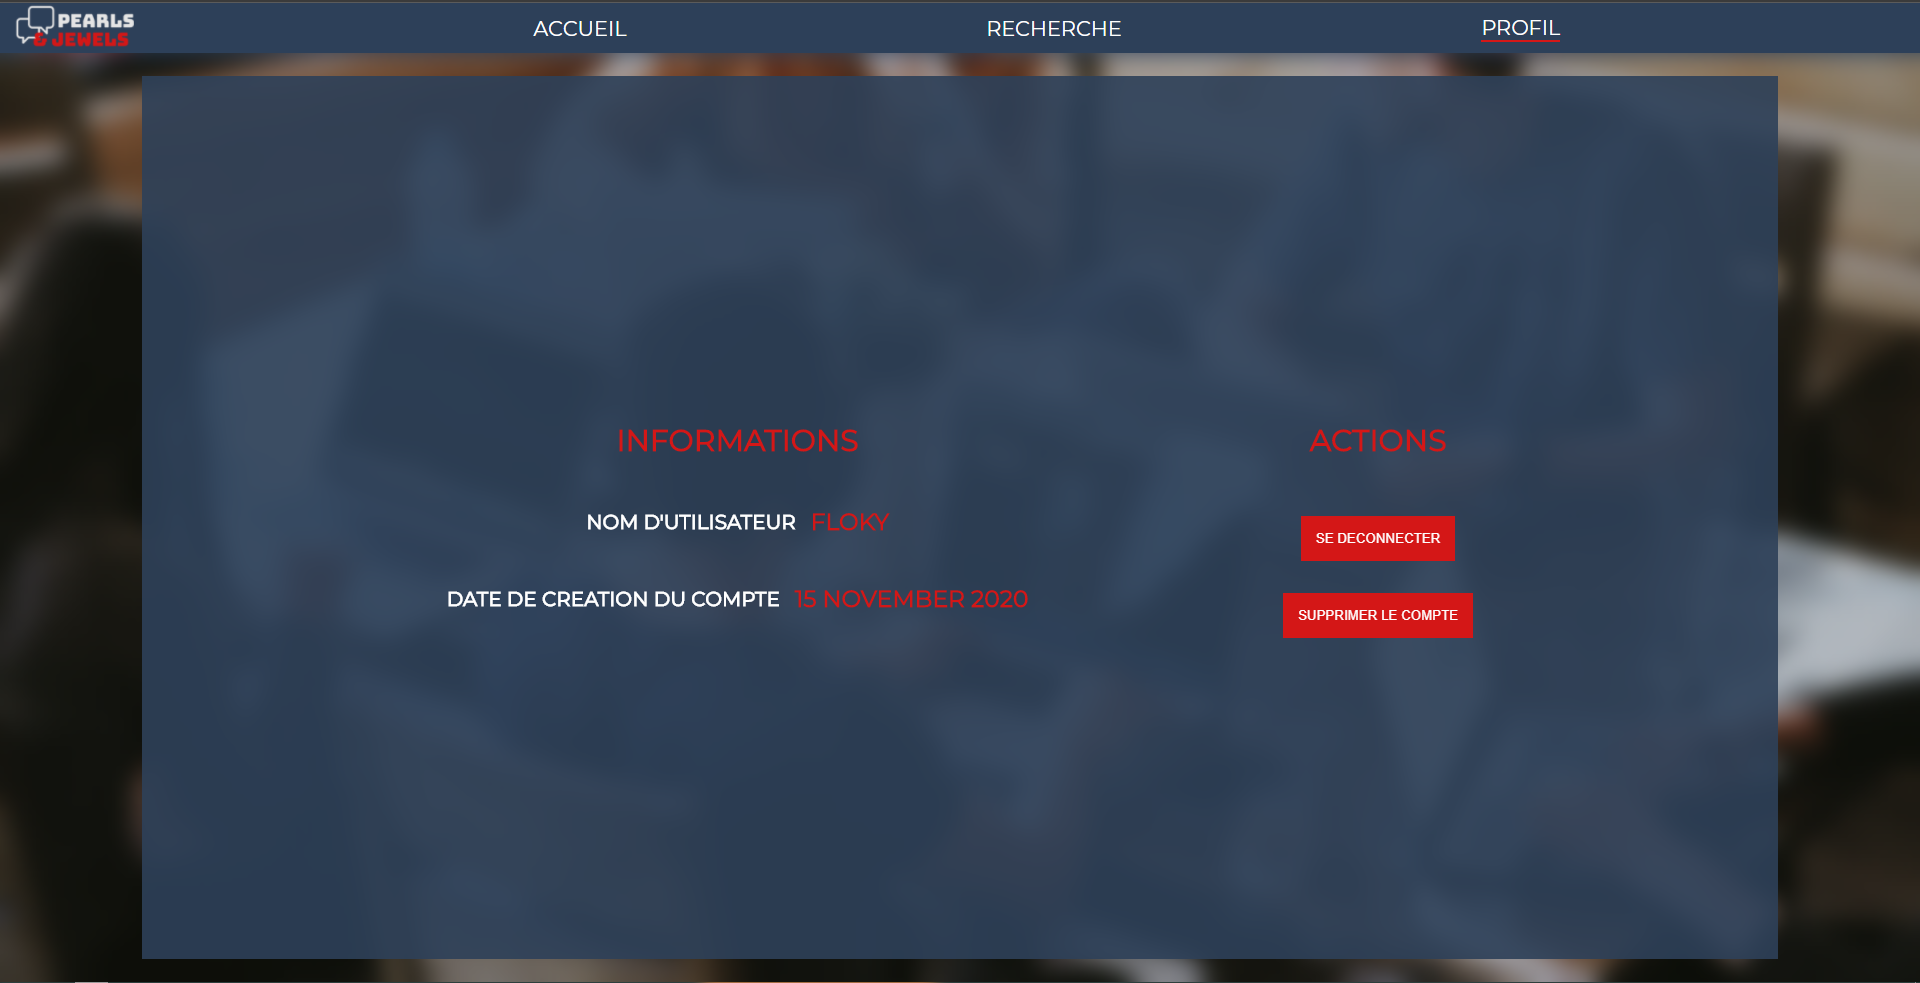 PEARLS
& JEWELS
ACCUEIL
RECHERCHE
PROFIL
INFORMATIONS
NOM D'UTILISATEUR FLOKY
DATE DE CREATION DU COMPTE 15 NOVEMBER 2020
ACTIONS
SE DECONNECTER
SUPPRIMER LE COMPTE